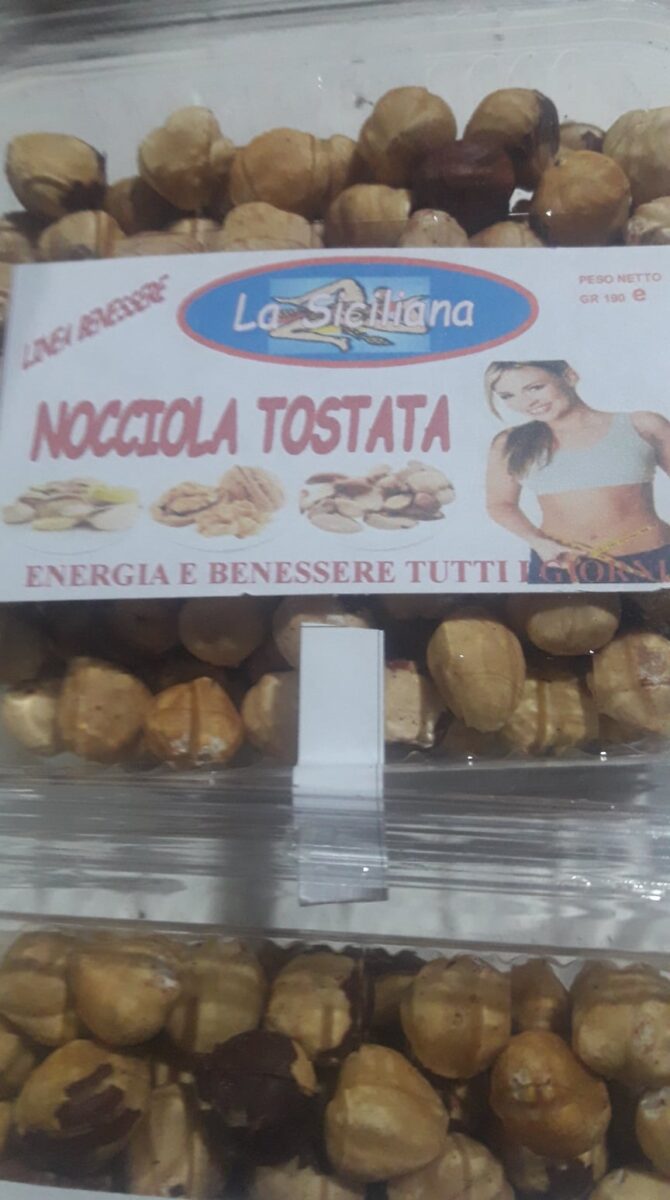 LINEA BENESSERE
La Siciliana
PESO NETTO
GR 190 e
NOCCIOLA TOSTATA
ENERGIA E BENESSERE TUTTI I GIORNI